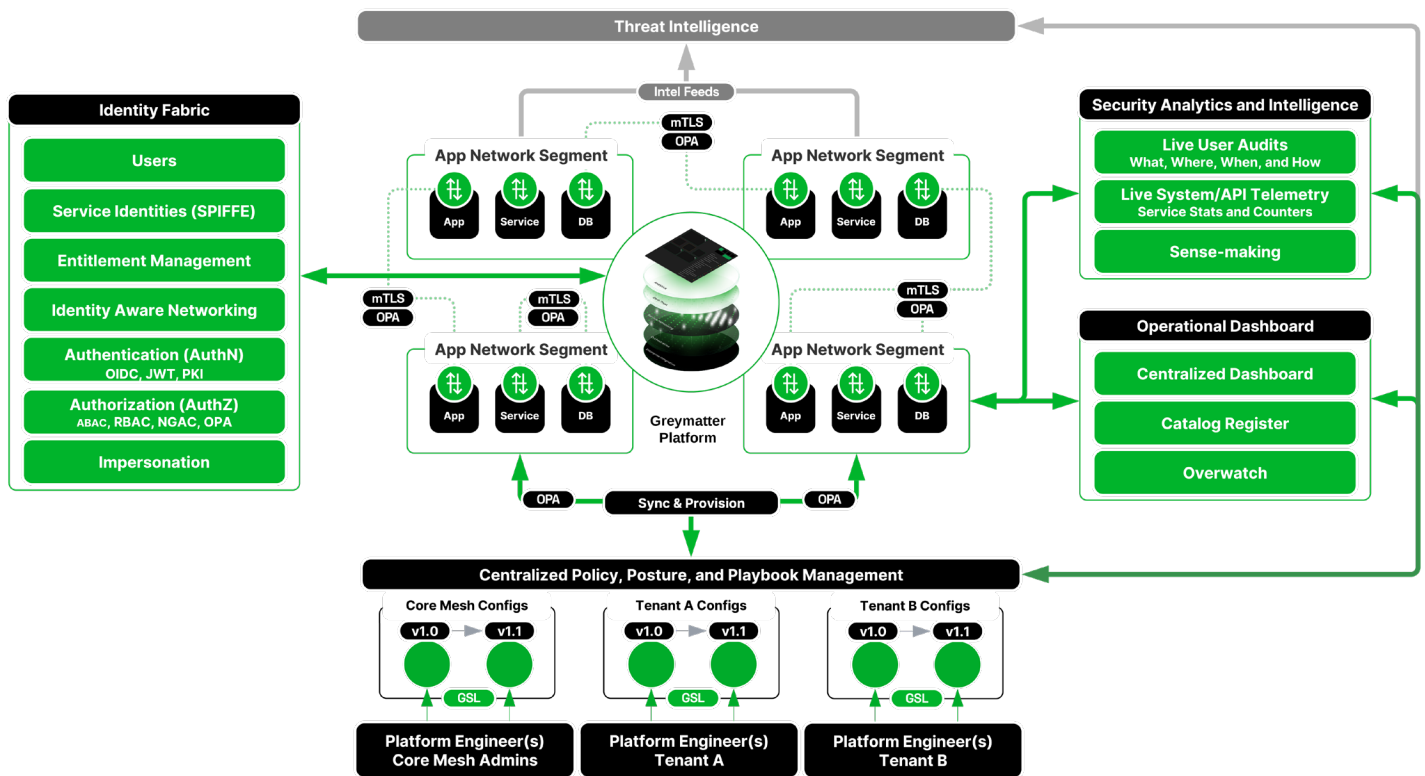 Threat Intelligence
Intel Feeds
Identity Fabric
Users
Service Identities (SPIFFE)
Entitlement Management
Identity Aware Networking
Authentication (AuthN)
OIDC, JWT, PKI
Authorization (AuthZ)
ABAC, RBAC, NGAC, OPA
Impersonation
mTLS
OPA
App Network Segment
App
Service
DB
App Network Segment
App
Service
DB
mTLS
OPA
mTLS
OPA
mTLS
OPA
App Network Segment
App
Service
DB
App Network Segment
App
Service
DB
Greymatter
Platform
Security Analytics and Intelligence
Live User Audits
What, Where, When, and How
Live System/API Telemetry
Service Stats and Counters
Sense-making
Operational Dashboard
Centralized Dashboard
Catalog Register
Overwatch
OPA
Sync & Provision
OPA
Centralized Policy, Posture, and Playbook Management
Core Mesh Configs
v1.0
v1.1
GSL
Platform Engineer(s)
Core Mesh Admins
Tenant A Configs
v1.0
v1.1
GSL
Platform Engineer(s)
Tenant A
Tenant B Configs
v1.0
v1.1
GSL
Platform Engineer(s)
Tenant B